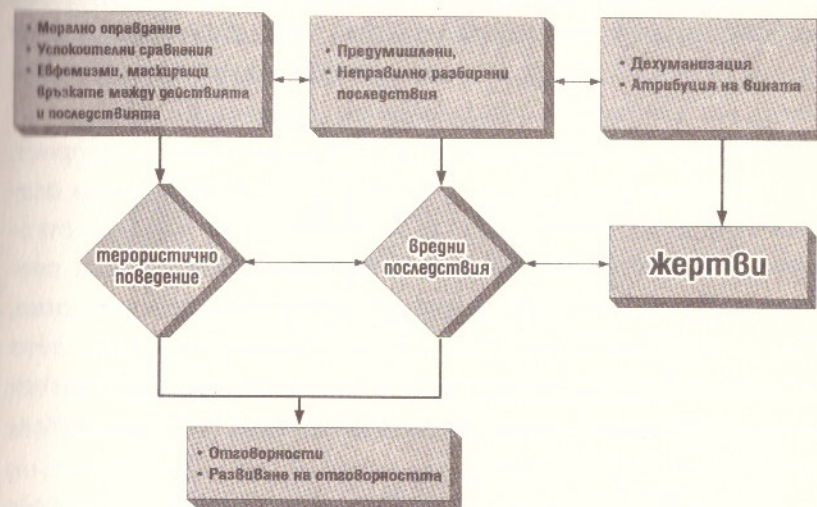 • Морално оправдание
• Успокоителни сравнения
• Евфемизми, маскиращи
връзкате между действията
и последствията
• Предумишлени,
• Неправилно разбирани
последствия
• Дехуманизация
• Атрибуция на вината
терористично
поведение
вредни
последствия
жертви
• Отговорности
• Развиване на отговорността